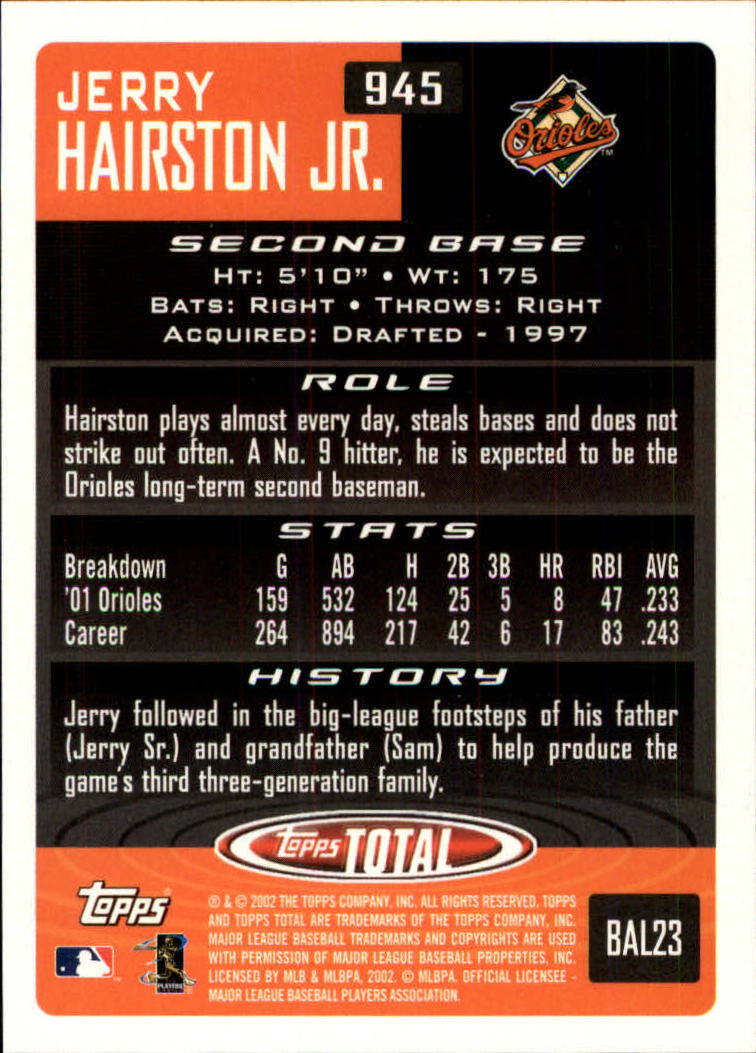 JERRY
945
HAIRSTON JR.
Orioles
TM
SECOND BASE
HT: 5'10" • WT: 175
BATS: RIGHT • THROWS: RIGHT
ACQUIRED: DRAFTED - 1997
ROLE
Hairston plays almost every day, steals bases and does not
strike out often. A No. 9 hitter, he is expected to be the
Orioles long-term second baseman.
STATS
Breakdown G AB H 2B 3B HR RBI AVG
'01 Orioles 159 532 124 25 5 8 47 .233
Career 264 894 217 42 6 17 83 .243
HISTORY
Jerry followed in the big-league footsteps of his father
(Jerry Sr.) and grandfather (Sam) to help produce the
game's third three-generation family.
Topps TOTAL
Topps®
® & © 2002 THE TOPPS COMPANY, INC. ALL RIGHTS RESERVED. TOPPS
AND TOPPS TOTAL ARE TRADEMARKS OF THE TOPPS COMPANY, INC.
MAJOR LEAGUE BASEBALL TRADEMARKS AND COPYRIGHTS ARE USED
WITH PERMISSION OF MAJOR LEAGUE BASEBALL PROPERTIES, INC.
LICENSED BY MLB & MLBPA, 2002. © MLBPA. OFFICIAL LICENSEE -
MAJOR LEAGUE BASEBALL PLAYERS ASSOCIATION.
BAL23
PLAYERS